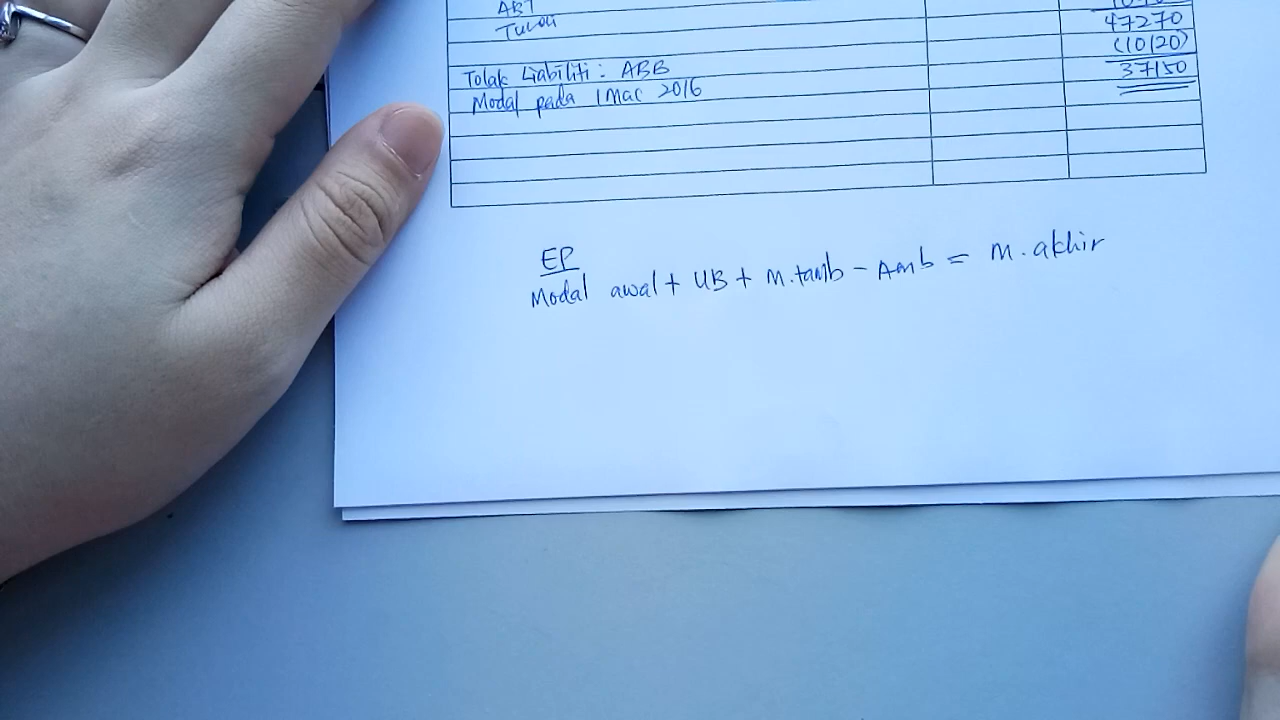 ABT
Tunai
47270
(10120)
Tolak Liabiliti: ABB
37150
Modal pada 1 Mac 2016
EP
Modal awal + UB + M.tamb - Amb = M. akhir